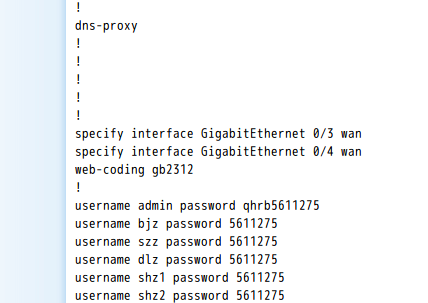 !
dns-proxy
!
!
!
!
!
specify interface GigabitEthernet 0/3 wan
specify interface GigabitEthernet 0/4 wan
web-coding gb2312
!
username admin password qhrb5611275
username bjz password 5611275
username szz password 5611275
username dlz password 5611275
username shz1 password 5611275
username shz2 password 5611275